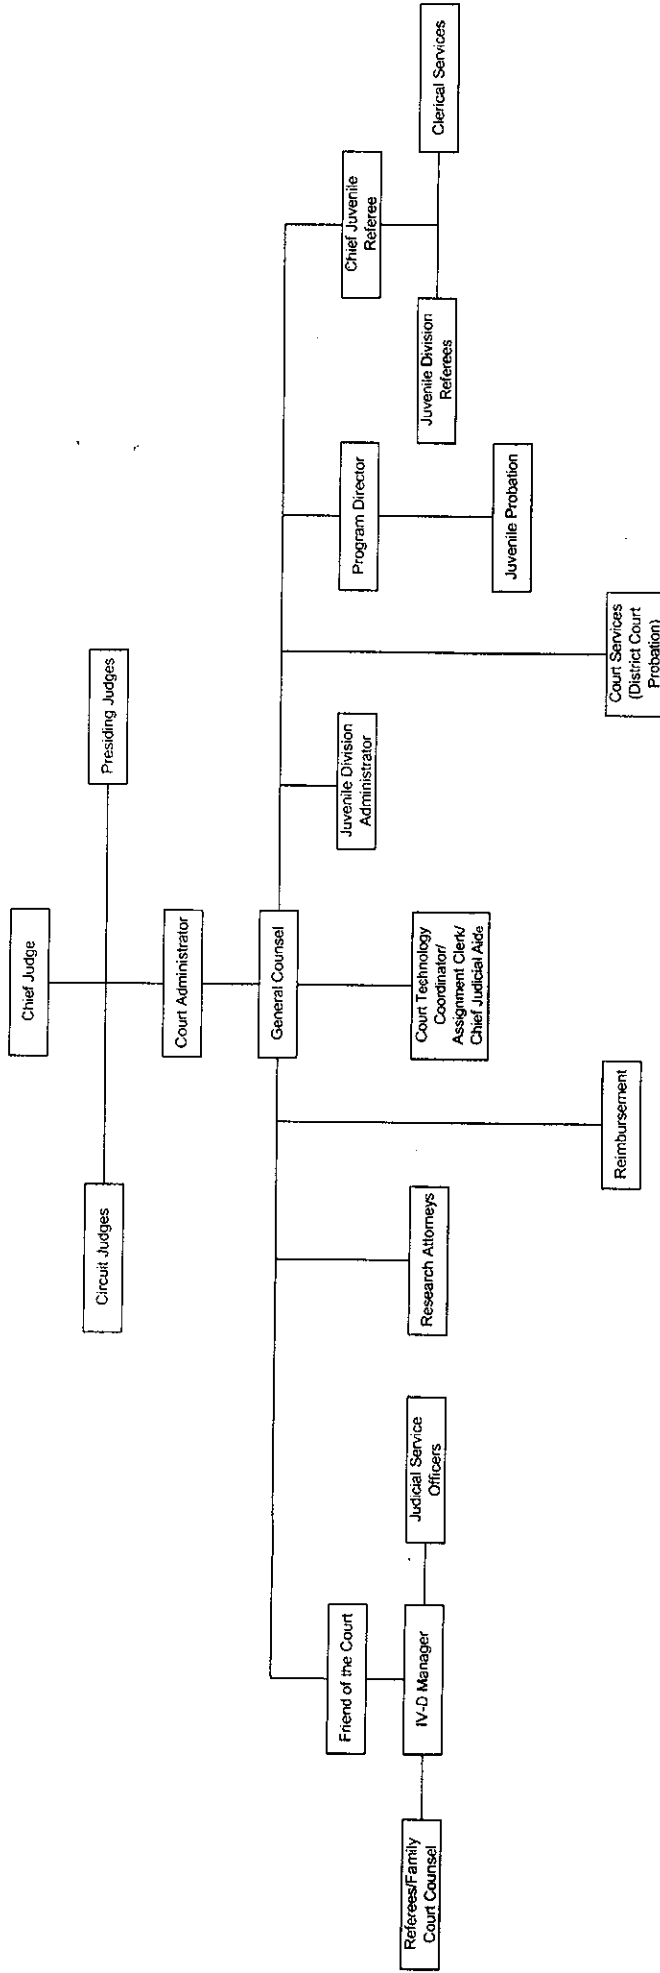 Chief Judge
Circuit Judges
Presiding Judges
Court Administrator
General Counsel
Friend of the Court
Juvenile Division
Administrator
Program Director
Chief Juvenile
Referee
Referees/Family
Court Counsel
IV-D Manager
Judicial Service
Officers
Research Attorneys
Court Technology
Coordinator/
Assignment Clerk/
Chief Judicial Aide
Juvenile Division
Referees
Clerical Services
Juvenile Probation
Reimbursement
Court Services
(District Court
Probation)